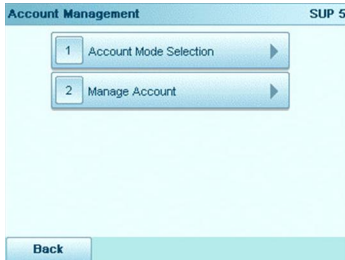 Account Management SUP 5
1 Account Mode Selection
2 Manage Account
Back